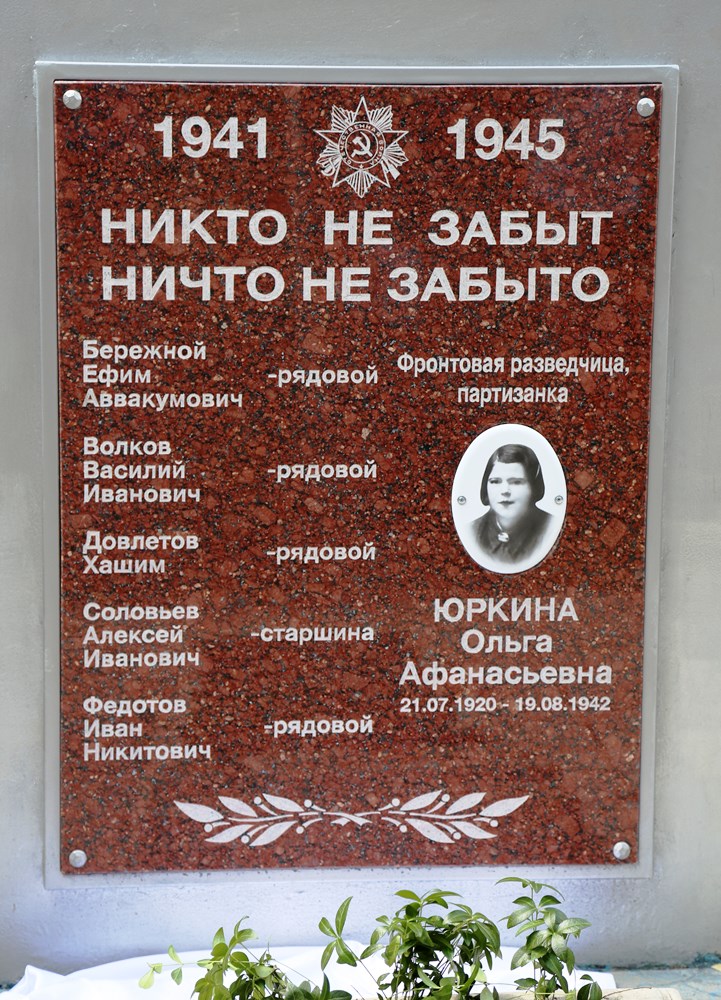 1941 1945
НИКТО НЕ ЗАБЫТ
НИЧТО НЕ ЗАБЫТО
Бережной
Ефим -рядовой
Аввакумович
Волков
Василий -рядовой
Иванович
Довлетов
Хашим -рядовой
Соловьев
Алексей -старшина
Иванович
Федотов
Иван -рядовой
Никитович
Фронтовая разведчица,
партизанка
ЮРКИНА
Ольга
Афанасьевна
21.07.1920 - 19.08.1942